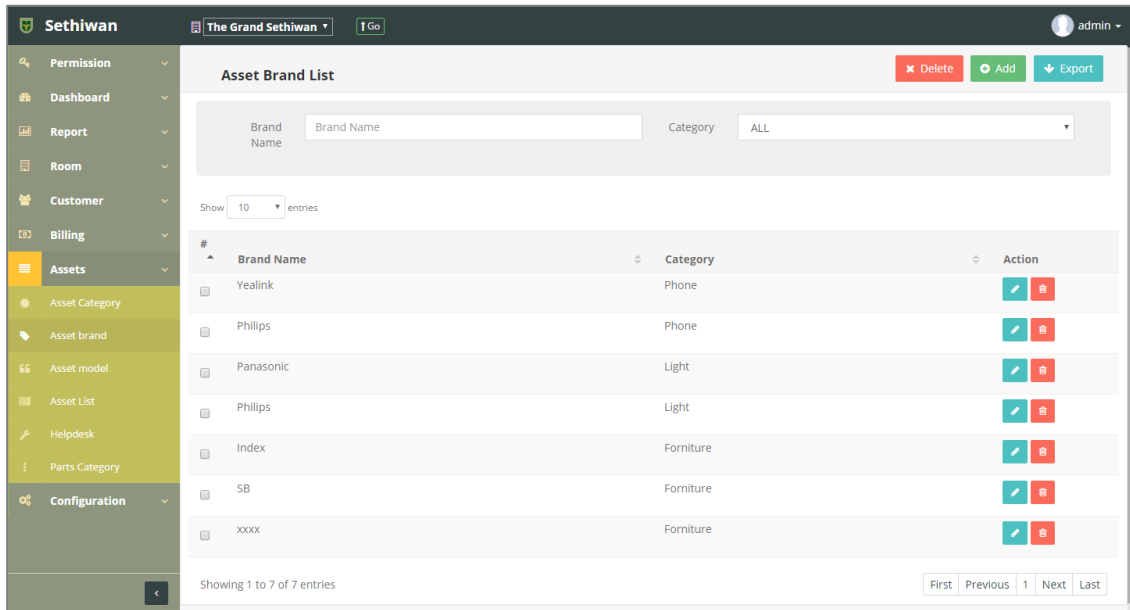 Sethiwan
The Grand Sethiwan
Go
admin
Permission
Dashboard
Report
Room
Customer
Billing
Assets
Asset Category
Asset brand
Asset model
Asset List
Helpdesk
Parts Category
Configuration
Asset Brand List
Delete
Add
Export
Brand
Name
Brand Name
Category
ALL
Show 10 entries
# Brand Name Category Action
Yealink Phone
Philips Phone
Panasonic Light
Philips Light
Index Forniture
SB Forniture
xxxx Forniture
Showing 1 to 7 of 7 entries
First Previous 1 Next Last